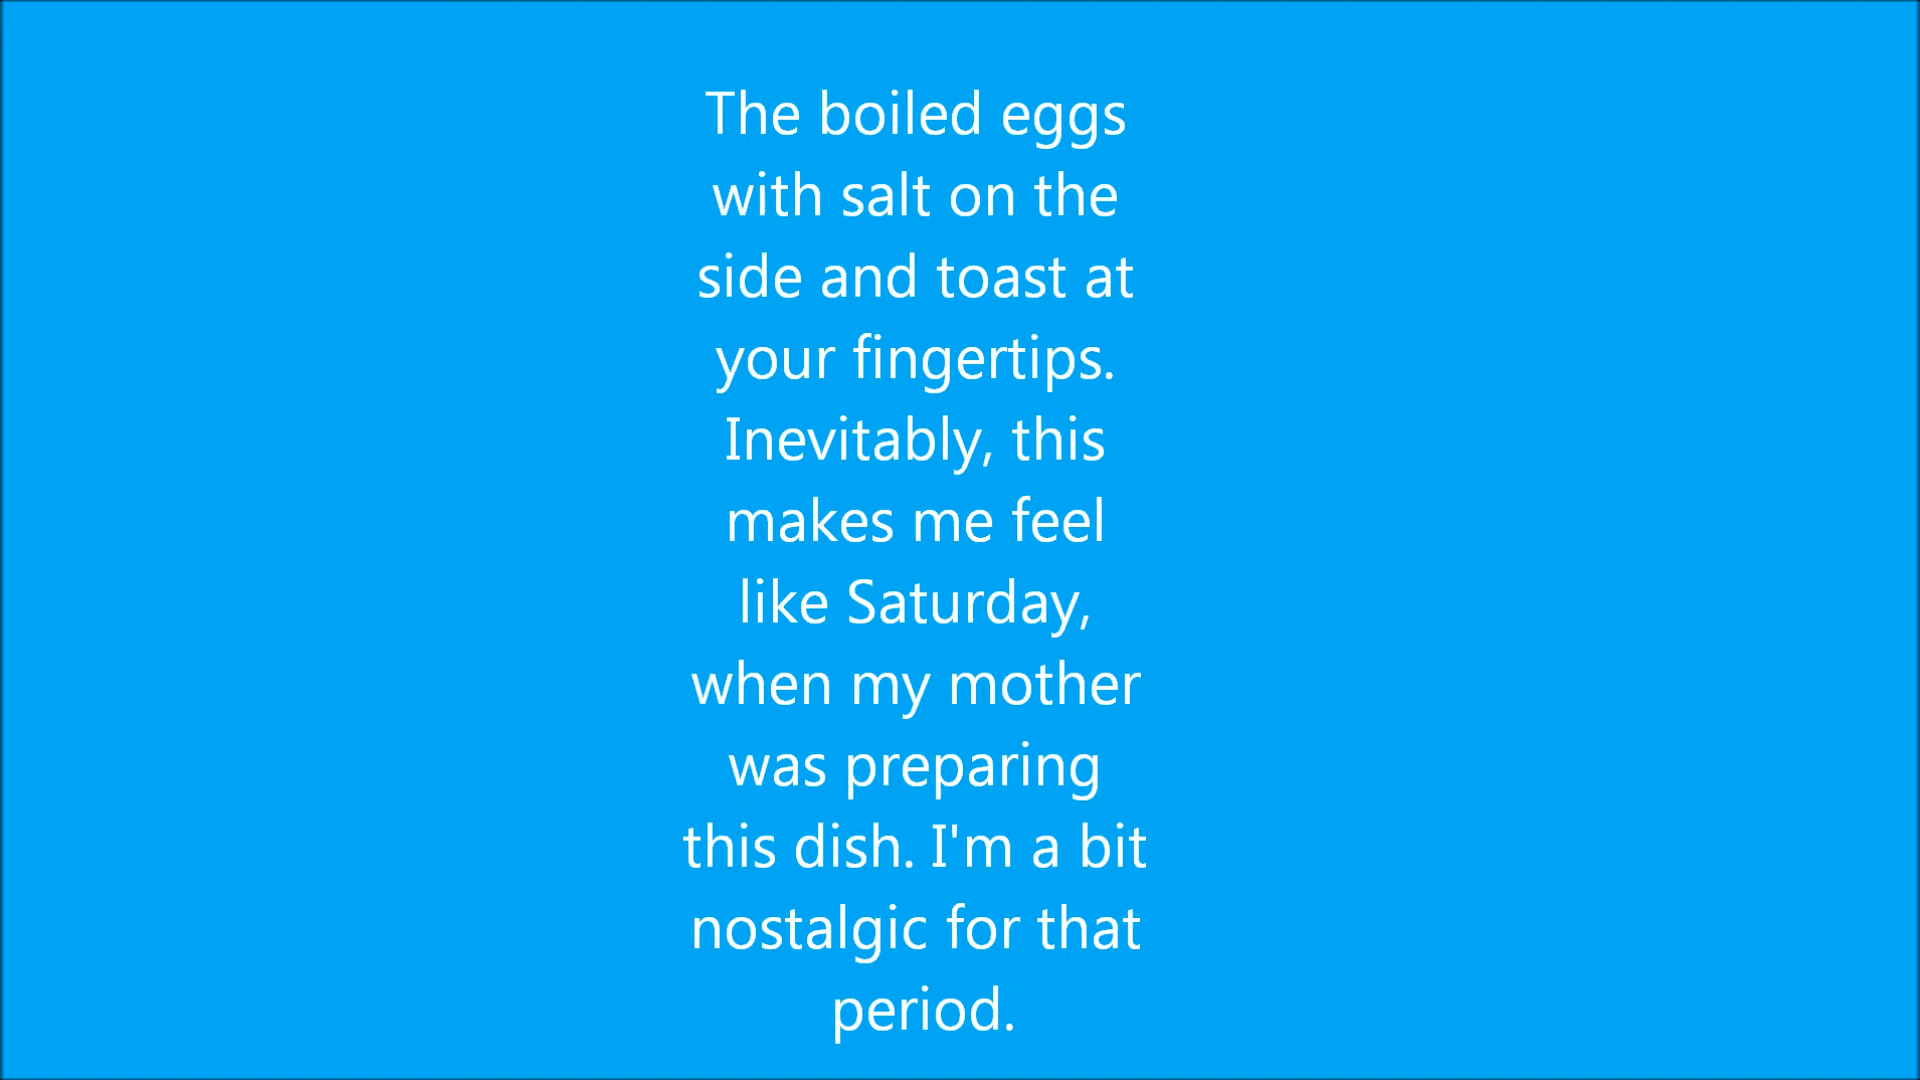 The boiled eggs
with salt on the
side and toast at
your fingertips.
Inevitably, this
makes me feel
like Saturday,
when my mother
was preparing
this dish. I'm a bit
nostalgic for that
period.